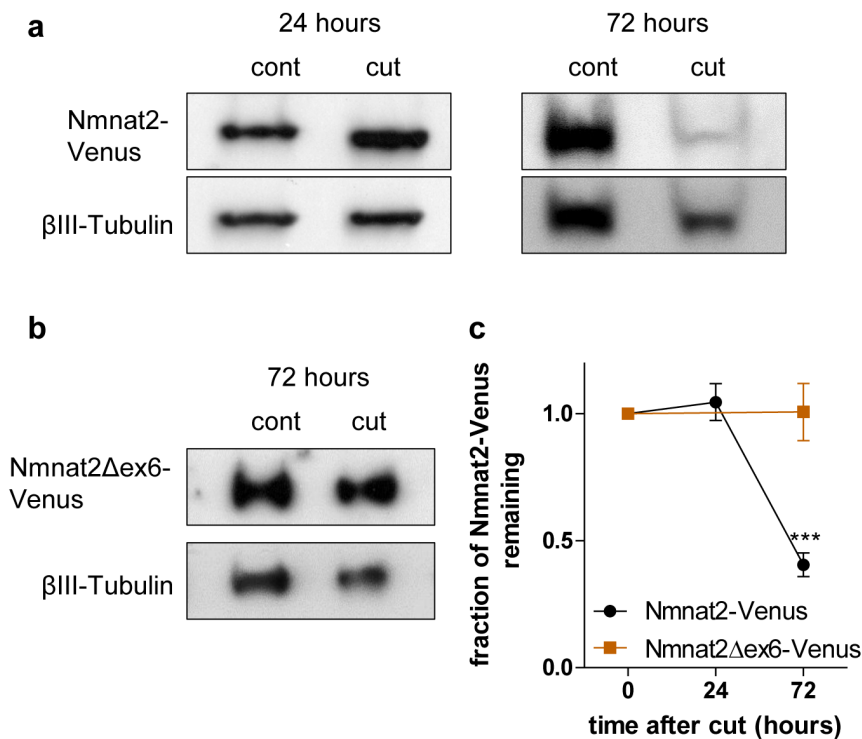 a
24 hours
72 hours
cont cut
cont cut
Nmnat2-
Venus
βIII-Tubulin
b
72 hours
cont cut
Nmnat2Δex6-
Venus
βIII-Tubulin
c
fraction of Nmnat2-Venus
remaining
1.0
0.5
0.0
***
Nmnat2-Venus
Nmnat2Δex6-Venus
0 24 72
time after cut (hours)